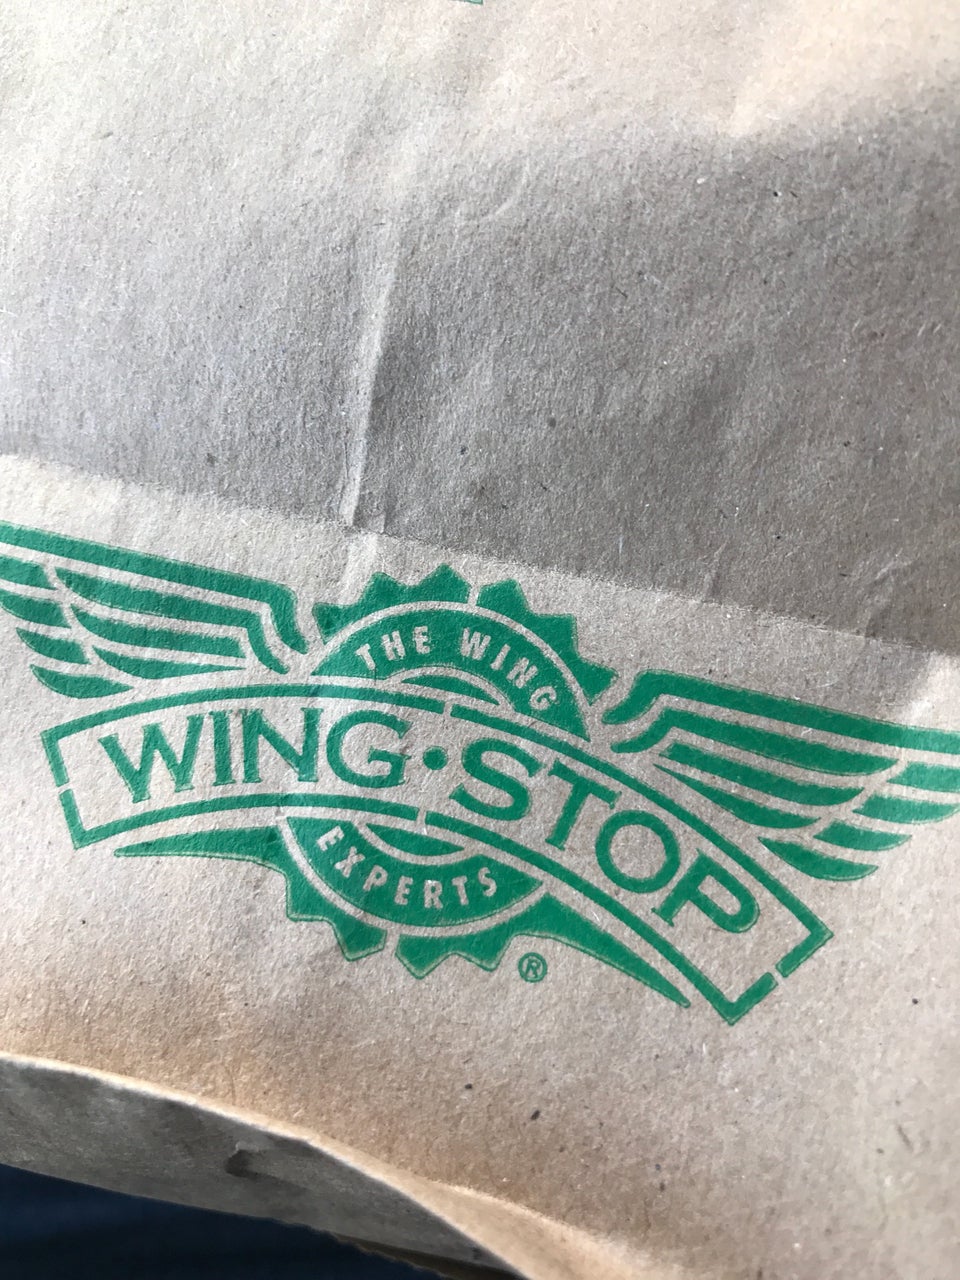 THE WING
WING·STOP
EXPERTS
®